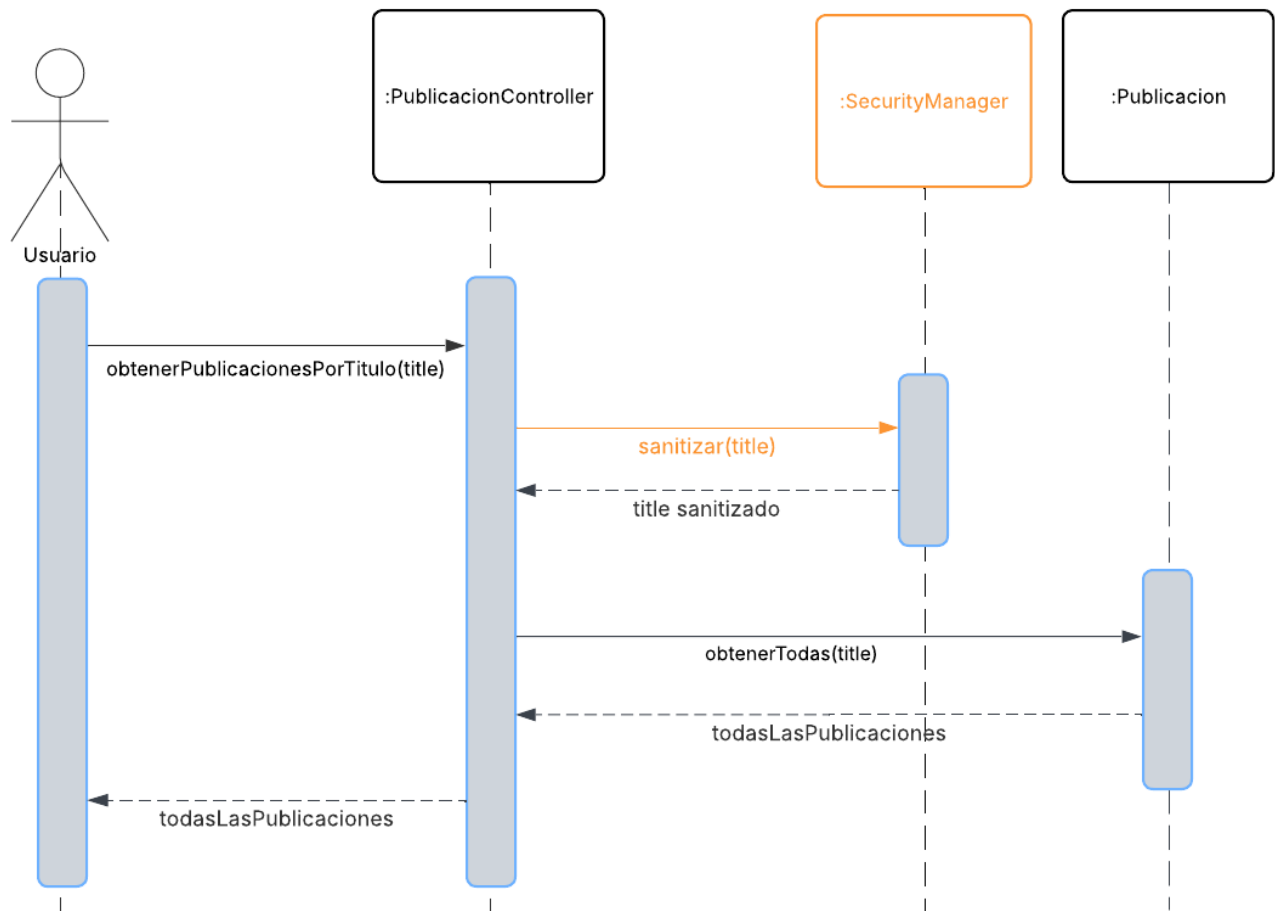 :PublicacionController
:SecurityManager
:Publicacion
Usuario
obtenerPublicacionesPorTitulo(title)
sanitizar(title)
title sanitizado
obtenerTodas(title)
todasLasPublicaciones
todasLasPublicaciones